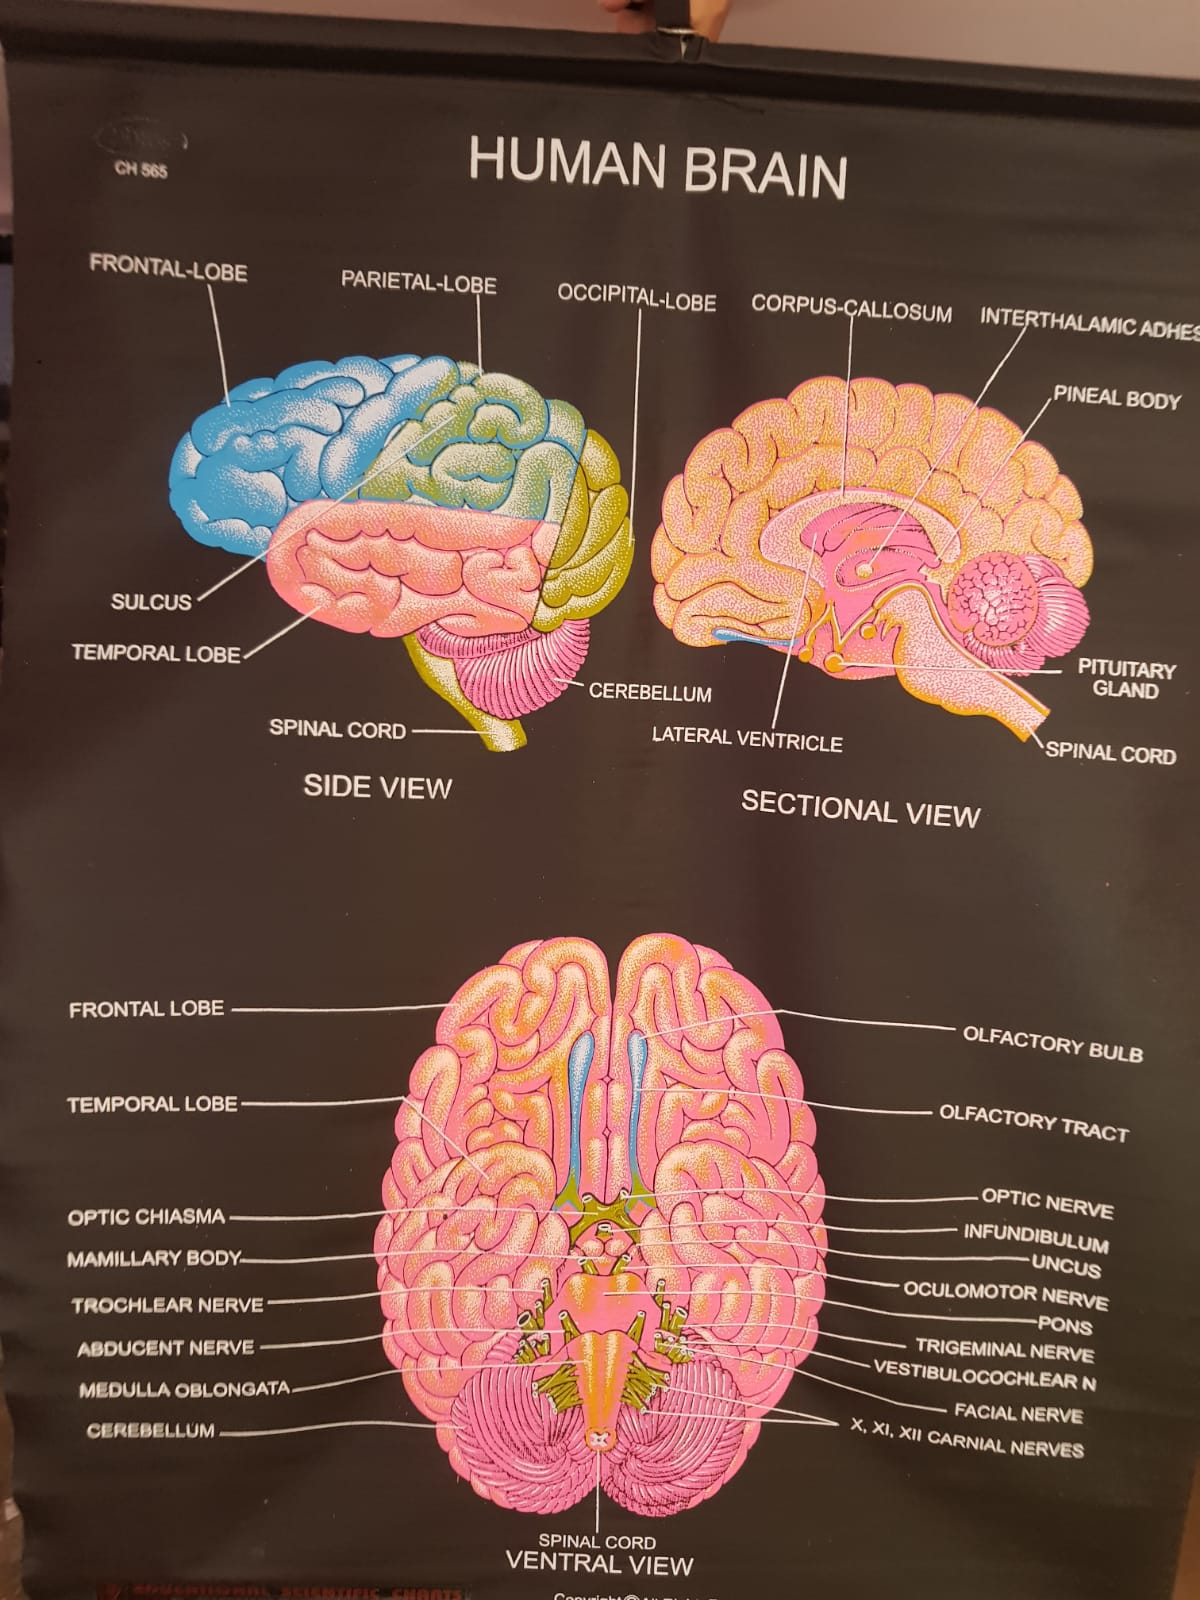 CH 565
HUMAN BRAIN
FRONTAL-LOBE
PARIETAL-LOBE
OCCIPITAL-LOBE
CORPUS-CALLOSUM
INTERTHALAMIC ADHES
PINEAL BODY
SULCUS
TEMPORAL LOBE
SPINAL CORD
CEREBELLUM
LATERAL VENTRICLE
PITUITARY
GLAND
SPINAL CORD
SIDE VIEW
SECTIONAL VIEW
FRONTAL LOBE
TEMPORAL LOBE
OPTIC CHIASMA
MAMILLARY BODY
TROCHLEAR NERVE
ABDUCENT NERVE
MEDULLA OBLONGATA
CEREBELLUM
OLFACTORY BULB
OLFACTORY TRACT
OPTIC NERVE
INFUNDIBULUM
UNCUS
OCULOMOTOR NERVE
PONS
TRIGEMINAL NERVE
VESTIBULOCOCHLEAR N
FACIAL NERVE
X, XI, XII CARNIAL NERVES
SPINAL CORD
VENTRAL VIEW
EDUCATIONAL SCIENTIFIC CHARTS
Copyright ©